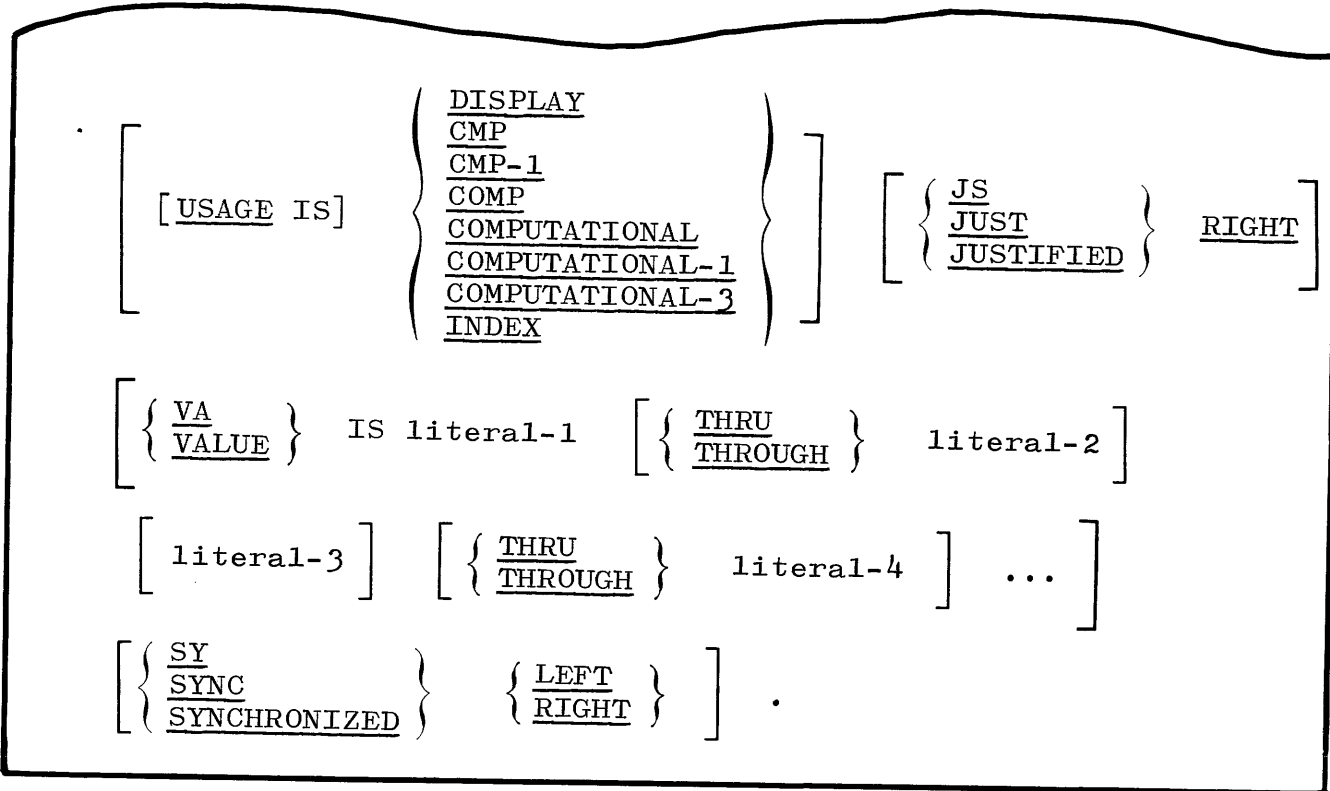 DISPLAY
CMP
CMP-1
[USAGE IS] COMP
COMPUTATIONAL
COMPUTATIONAL-1
COMPUTATIONAL-3
INDEX
JS
JUST RIGHT
JUSTIFIED
VA
VALUE
IS literal-1
THRU
THROUGH
literal-2
literal-3
THRU
THROUGH
literal-4 ...
SY
SYNC
SYNCHRONIZED
LEFT
RIGHT
.